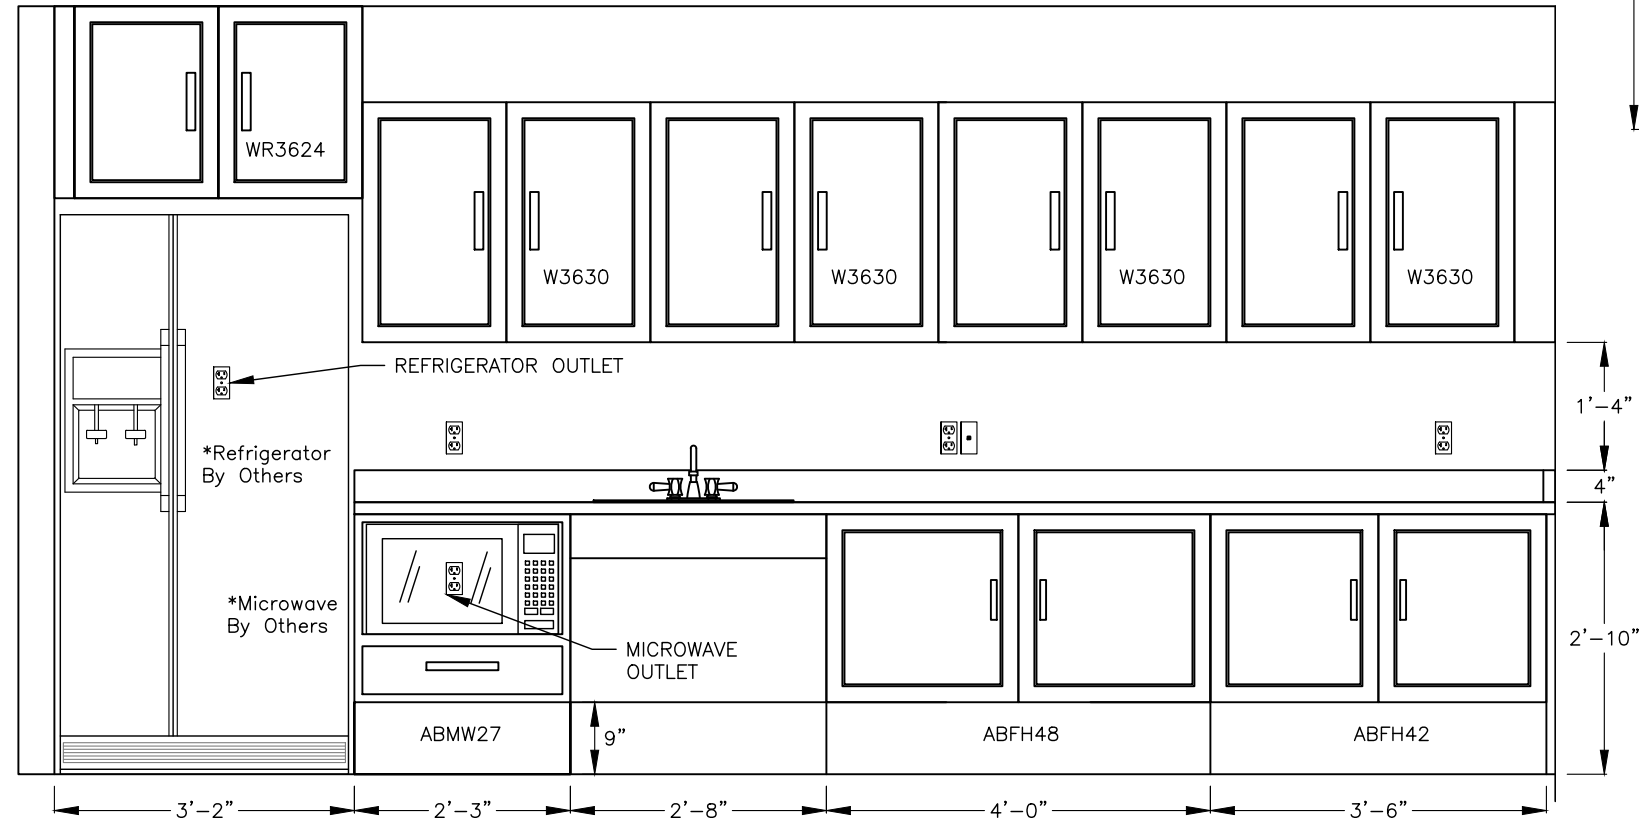 WR3624
W3630
W3630
W3630
W3630
REFRIGERATOR OUTLET
1'-4"
*Refrigerator
By Others
4"
*Microwave
By Others
2'-10"
MICROWAVE
OUTLET
ABMW27
9"
ABFH48
ABFH42
3'-2"
2'-3"
2'-8"
4'-0"
3'-6"